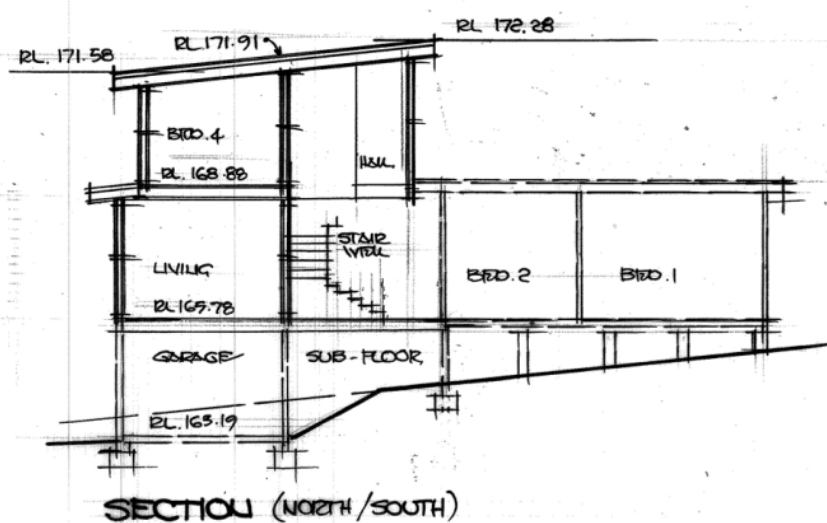 RL 172.28
RL 171.91
RL. 171.58
BED.4
HALL
RL. 168.88
STAIR
WELL
LIVING
BED.2
BED.1
RL 165.78
GARAGE
SUB-FLOOR
RL.163.19
SECTION (NORTH/SOUTH)